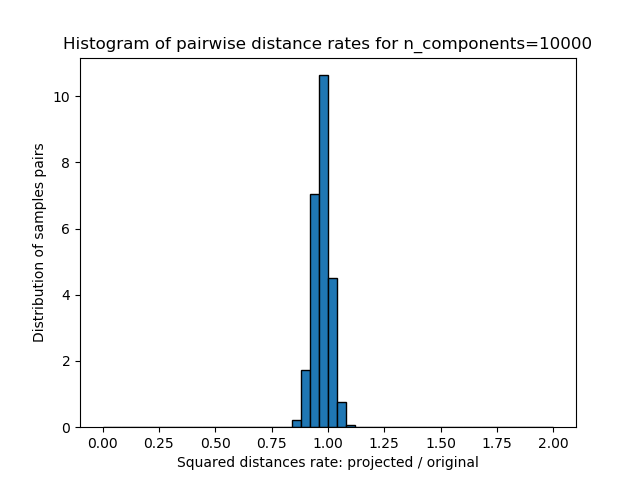 Histogram of pairwise distance rates for n_components=10000
10
8
6
4
2
0
Distribution of samples pairs
0.00 0.25 0.50 0.75 1.00 1.25 1.50 1.75 2.00
Squared distances rate: projected / original